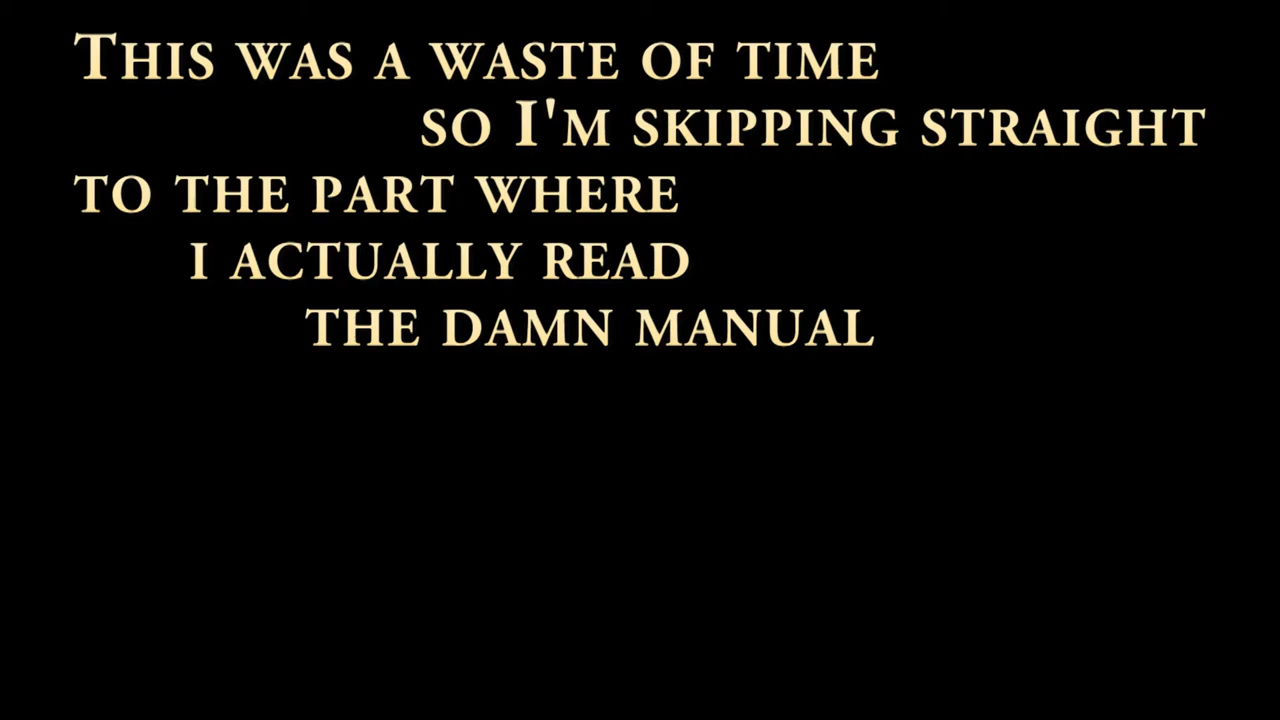 This was a waste of time
so I'm skipping straight
to the part where
i actually read
the damn manual